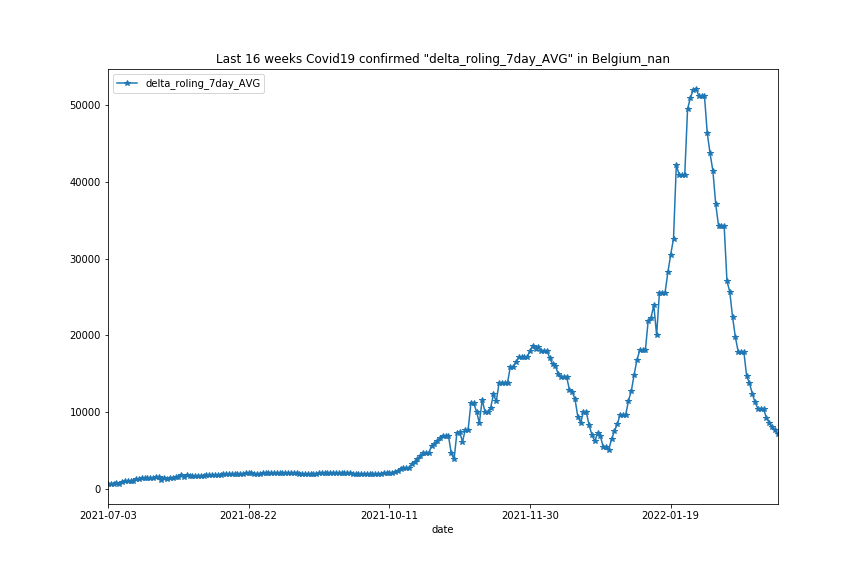 Last 16 weeks Covid19 confirmed "delta_roling_7day_AVG" in Belgium_nan
delta_roling_7day_AVG
50000
40000
30000
20000
10000
0
2021-07-03 2021-08-22 2021-10-11 2021-11-30 2022-01-19
date